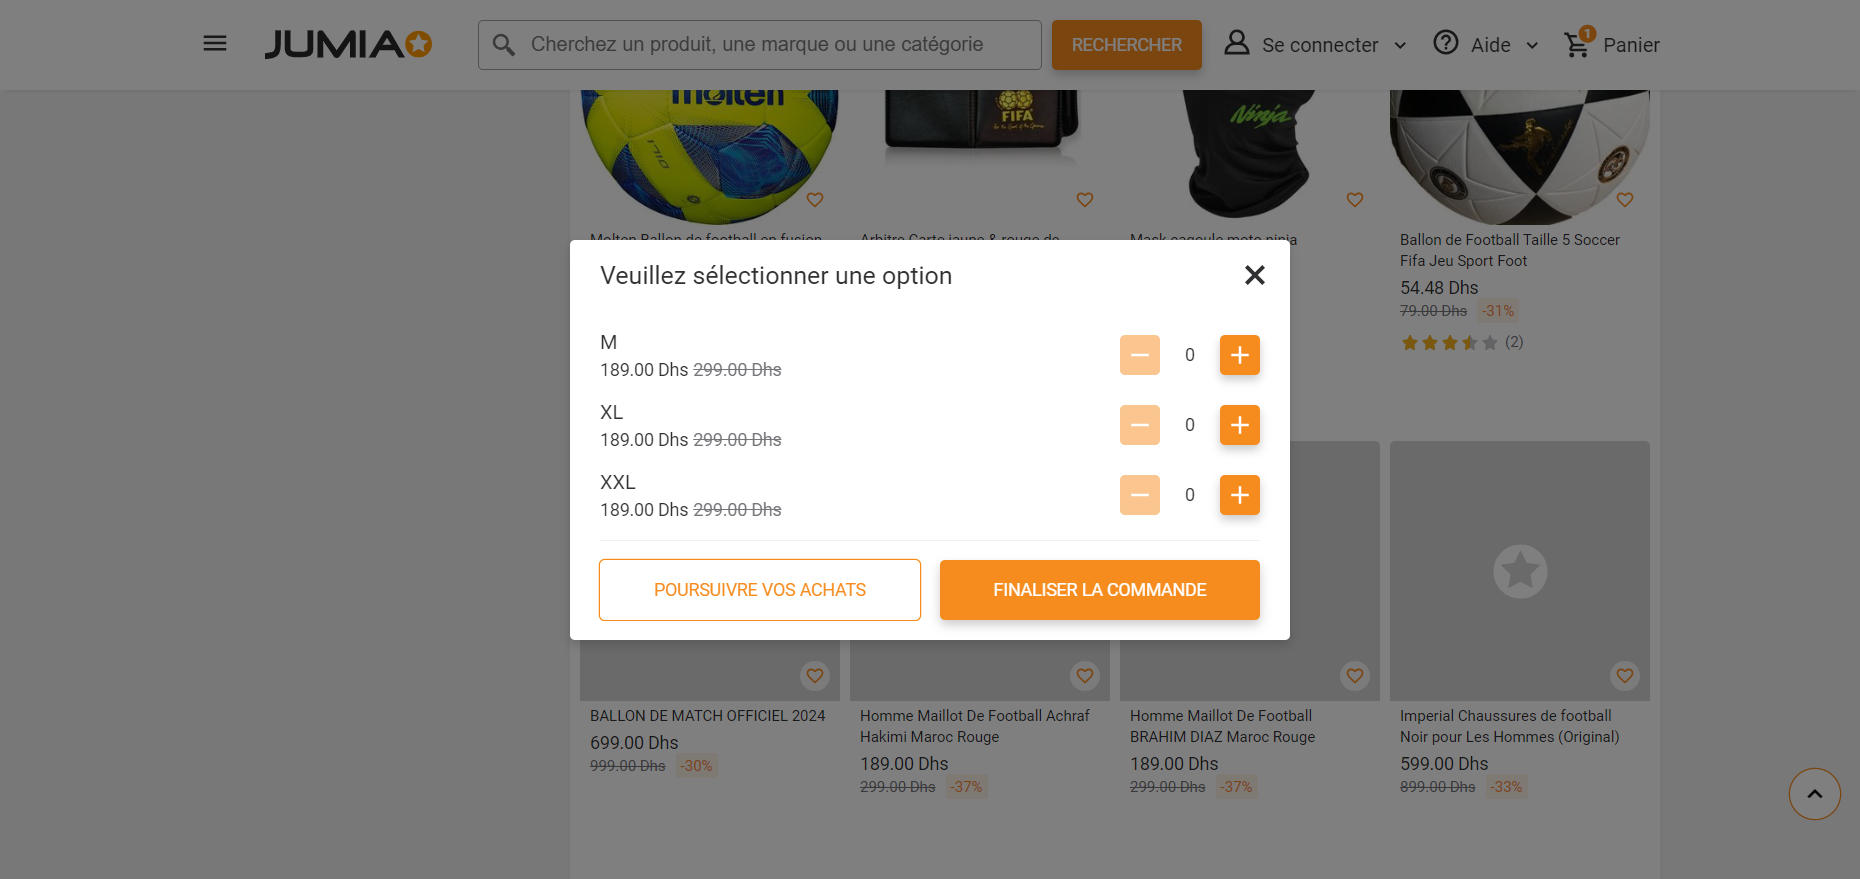 JUMIA
Cherchez un produit, une marque ou une catégorie
RECHERCHER
Se connecter
Aide
1
Panier
molten
FIFA
For the Good of the Game
Ninja
Molten Ballon de football en fusion
Arbitre Carte jaune & rouge de
Mask cagoule moto ninja
Ballon de Football Taille 5 Soccer
Fifa Jeu Sport Foot
54.48 Dhs
79.00 Dhs -31%
(2)
Veuillez sélectionner une option
M
189.00 Dhs 299.00 Dhs
0
XL
189.00 Dhs 299.00 Dhs
0
XXL
189.00 Dhs 299.00 Dhs
0
POURSUIVRE VOS ACHATS
FINALISER LA COMMANDE
BALLON DE MATCH OFFICIEL 2024
699.00 Dhs
999.00 Dhs -30%
Homme Maillot De Football Achraf
Hakimi Maroc Rouge
189.00 Dhs
299.00 Dhs -37%
Homme Maillot De Football
BRAHIM DIAZ Maroc Rouge
189.00 Dhs
299.00 Dhs -37%
Imperial Chaussures de football
Noir pour Les Hommes (Original)
599.00 Dhs
899.00 Dhs -33%